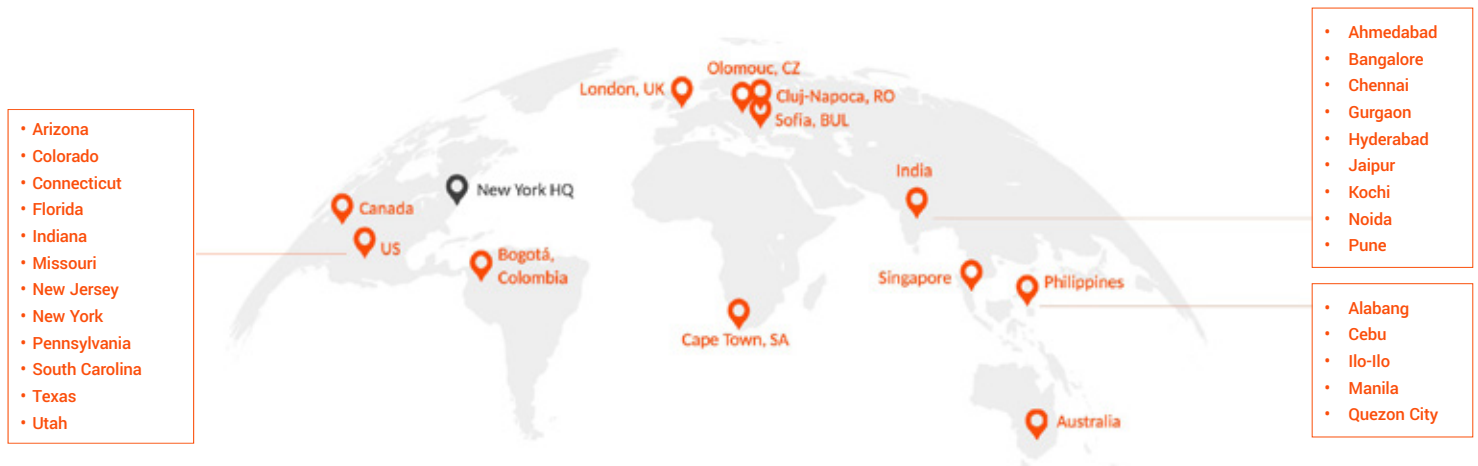 • Arizona
• Colorado
• Connecticut
• Florida
• Indiana
• Missouri
• New Jersey
• New York
• Pennsylvania
• South Carolina
• Texas
• Utah
Canada
US
New York HQ
Bogotá,
Colombia
London, UK
Olomouc, CZ
Cluj-Napoca, RO
Sofia, BUL
Cape Town, SA
India
Singapore
Philippines
Australia
• Ahmedabad
• Bangalore
• Chennai
• Gurgaon
• Hyderabad
• Jaipur
• Kochi
• Noida
• Pune
• Alabang
• Cebu
• Ilo-Ilo
• Manila
• Quezon City